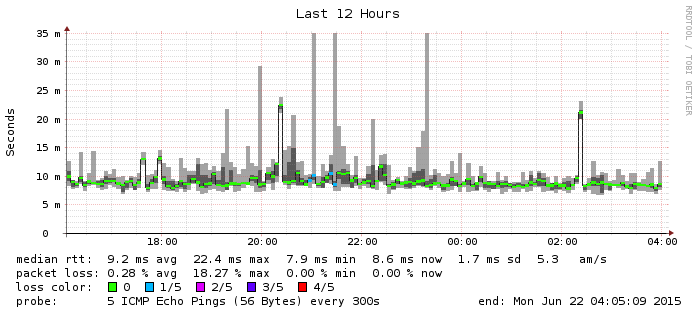 Last 12 Hours
RRDTOOL / TOBI OETIKER
Seconds
35 m
30 m
25 m
20 m
15 m
10 m
5 m
0
18:00 20:00 22:00 00:00 02:00 04:00
median rtt: 9.2 ms avg 22.4 ms max 7.9 ms min 8.6 ms now 1.7 ms sd 5.3 am/s
packet loss: 0.28 % avg 18.27 % max 0.00 % min 0.00 % now
loss color: 0 1/5 2/5 3/5 4/5
probe: 5 ICMP Echo Pings (56 Bytes) every 300s end: Mon Jun 22 04:05:09 2015